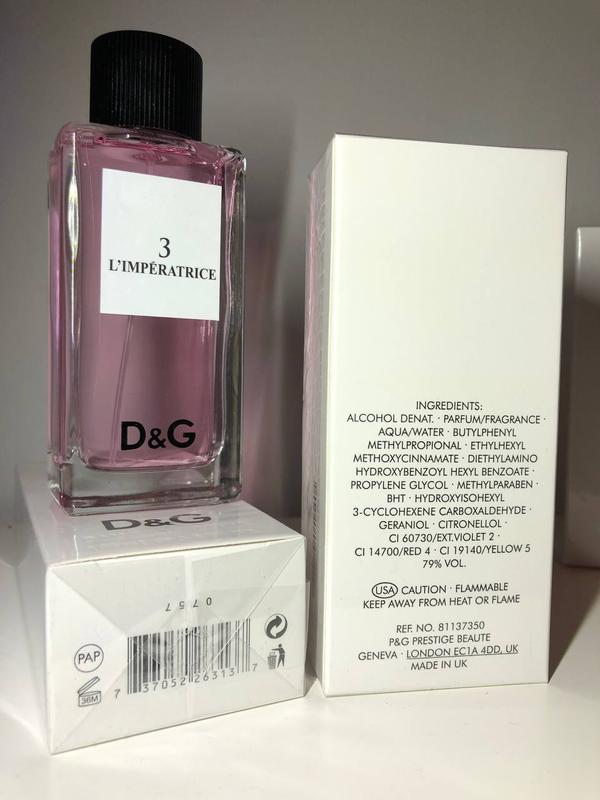 3
L'IMPÉRATRICE
D&G
D&G
0757
PAP
36M
7 37052 26313 7
INGREDIENTS:
ALCOHOL DENAT. · PARFUM/FRAGRANCE ·
AQUA/WATER · BUTYLPHENYL
METHYLPROPIONAL · ETHYLHEXYL
METHOXYCINNAMATE · DIETHYLAMINO
HYDROXYBENZOYL HEXYL BENZOATE ·
PROPYLENE GLYCOL · METHYLPARABEN ·
BHT · HYDROXYISOHEXYL
3-CYCLOHEXENE CARBOXALDEHYDE ·
GERANIOL · CITRONELLOL ·
CI 60730/EXT.VIOLET 2 ·
CI 14700/RED 4 · CI 19140/YELLOW 5
79% VOL.
USA CAUTION · FLAMMABLE
KEEP AWAY FROM HEAT OR FLAME
REF. NO. 81137350
P&G PRESTIGE BEAUTE
GENEVA · LONDON EC1A 4DD, UK
MADE IN UK